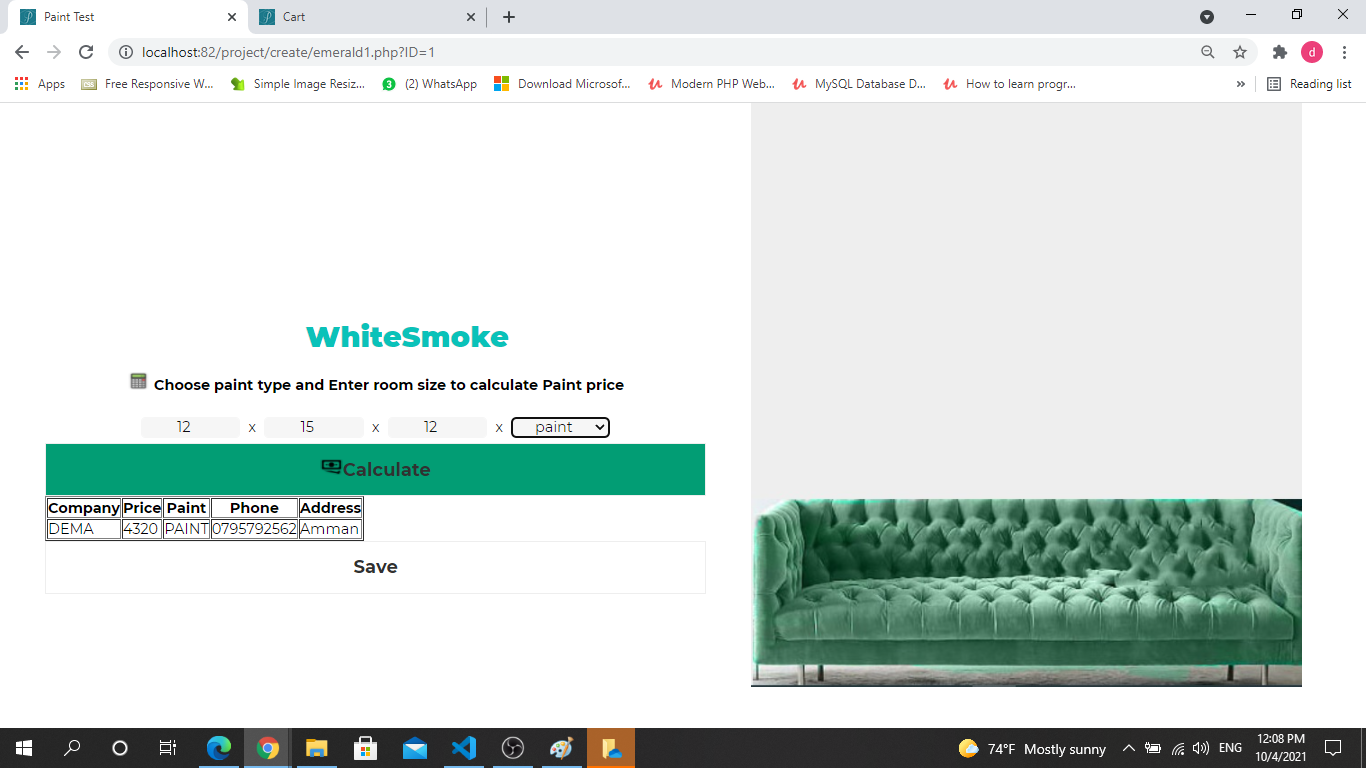 Paint Test
Cart
localhost:82/project/create/emerald1.php?ID=1
d
Apps
CSS
Free Responsive W...
Simple Image Resiz...
3
(2) WhatsApp
Download Microsof...
Modern PHP Web...
MySQL Database D...
How to learn progr...
»
Reading list
WhiteSmoke
Choose paint type and Enter room size to calculate Paint price
12 x 15 x 12 x paint
Calculate
Company Price Paint Phone Address
DEMA 4320 PAINT 0795792562 Amman
Save
74°F Mostly sunny
ENG
12:08 PM
10/4/2021